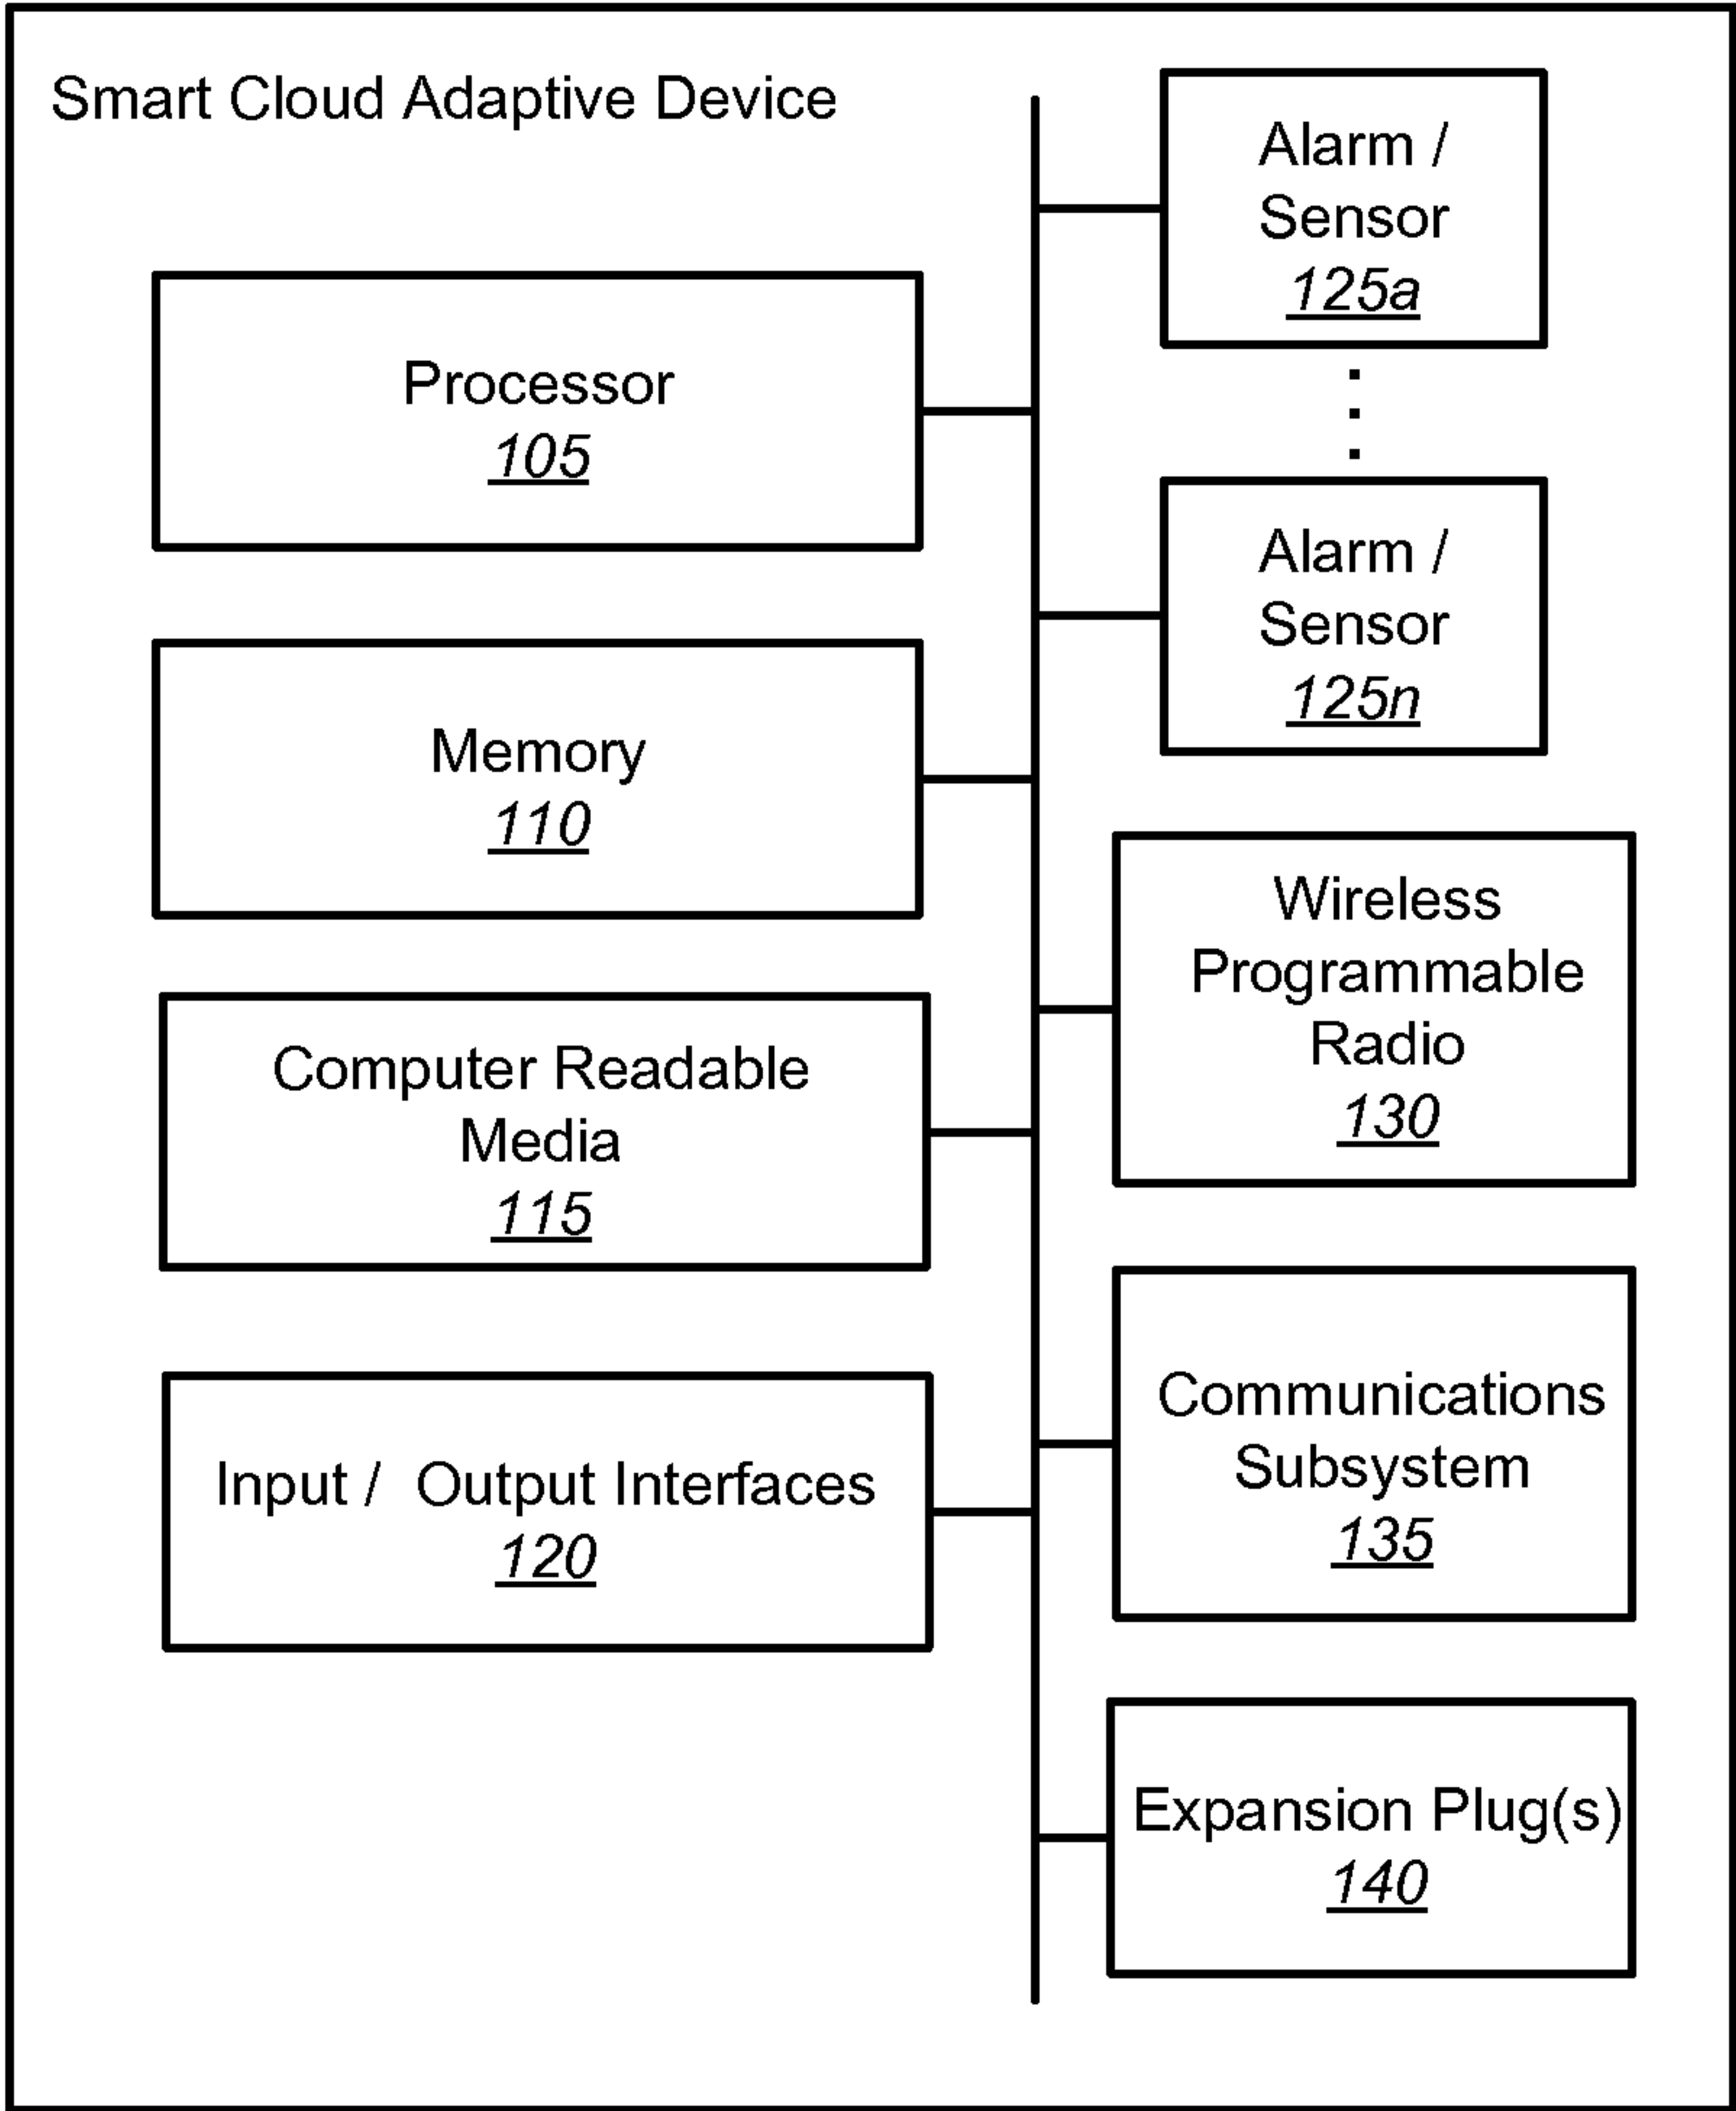 Smart Cloud Adaptive Device
Processor
105
Memory
110
Computer Readable
Media
115
Input /  Output Interfaces
120
Alarm /
Sensor
125a
Alarm /
Sensor
125n
Wireless
Programmable
Radio
130
Communications
Subsystem
135
Expansion Plug(s)
140